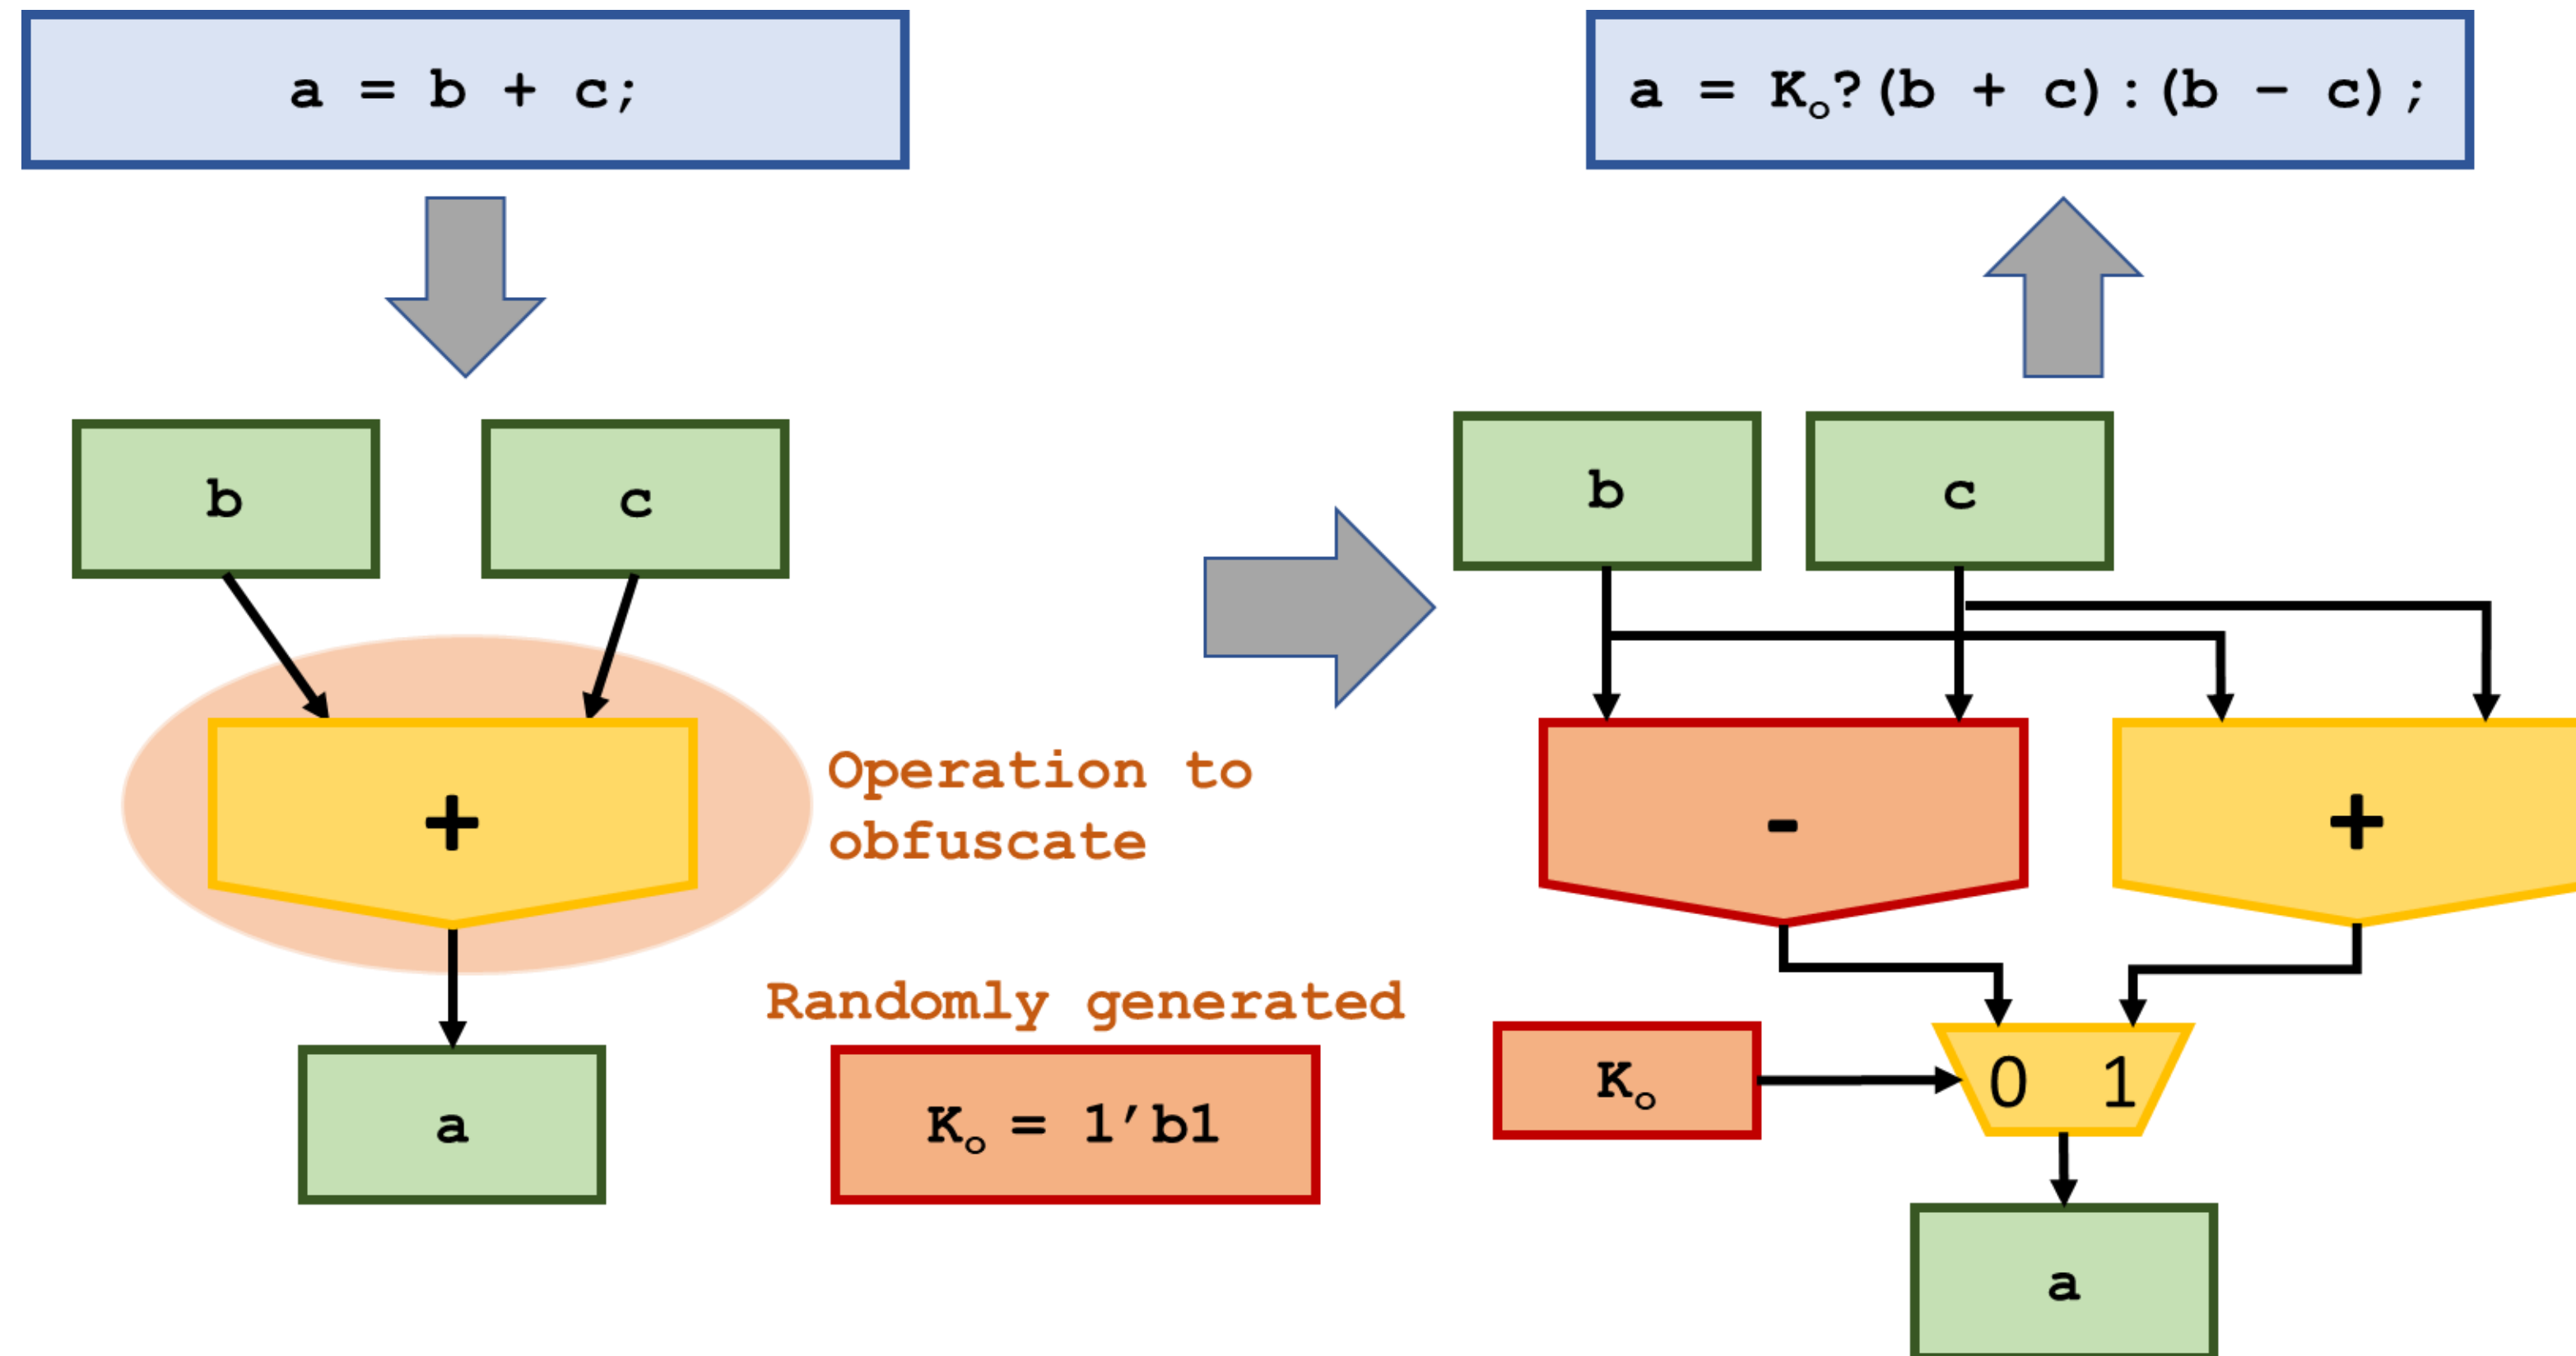 a = b + c;
a = Kₒ?(b + c):(b - c);
b
c
b
c
+
Operation to
obfuscate
-
+
Randomly generated
a
Kₒ = 1’b1
Kₒ
0 1
a